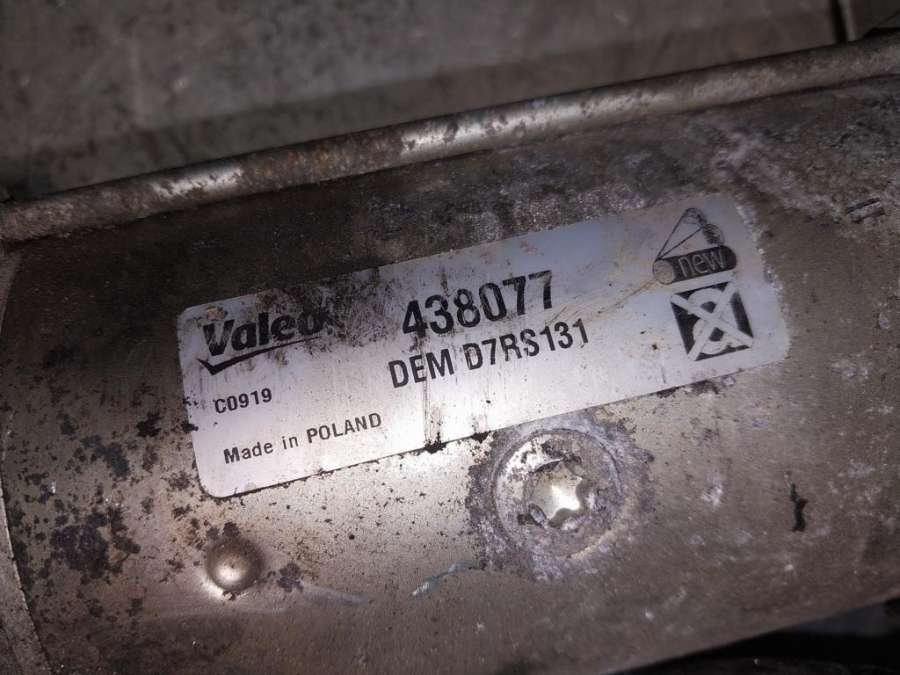 Valeo
438077
DEM D7RS131
new
C0919
Made in POLAND